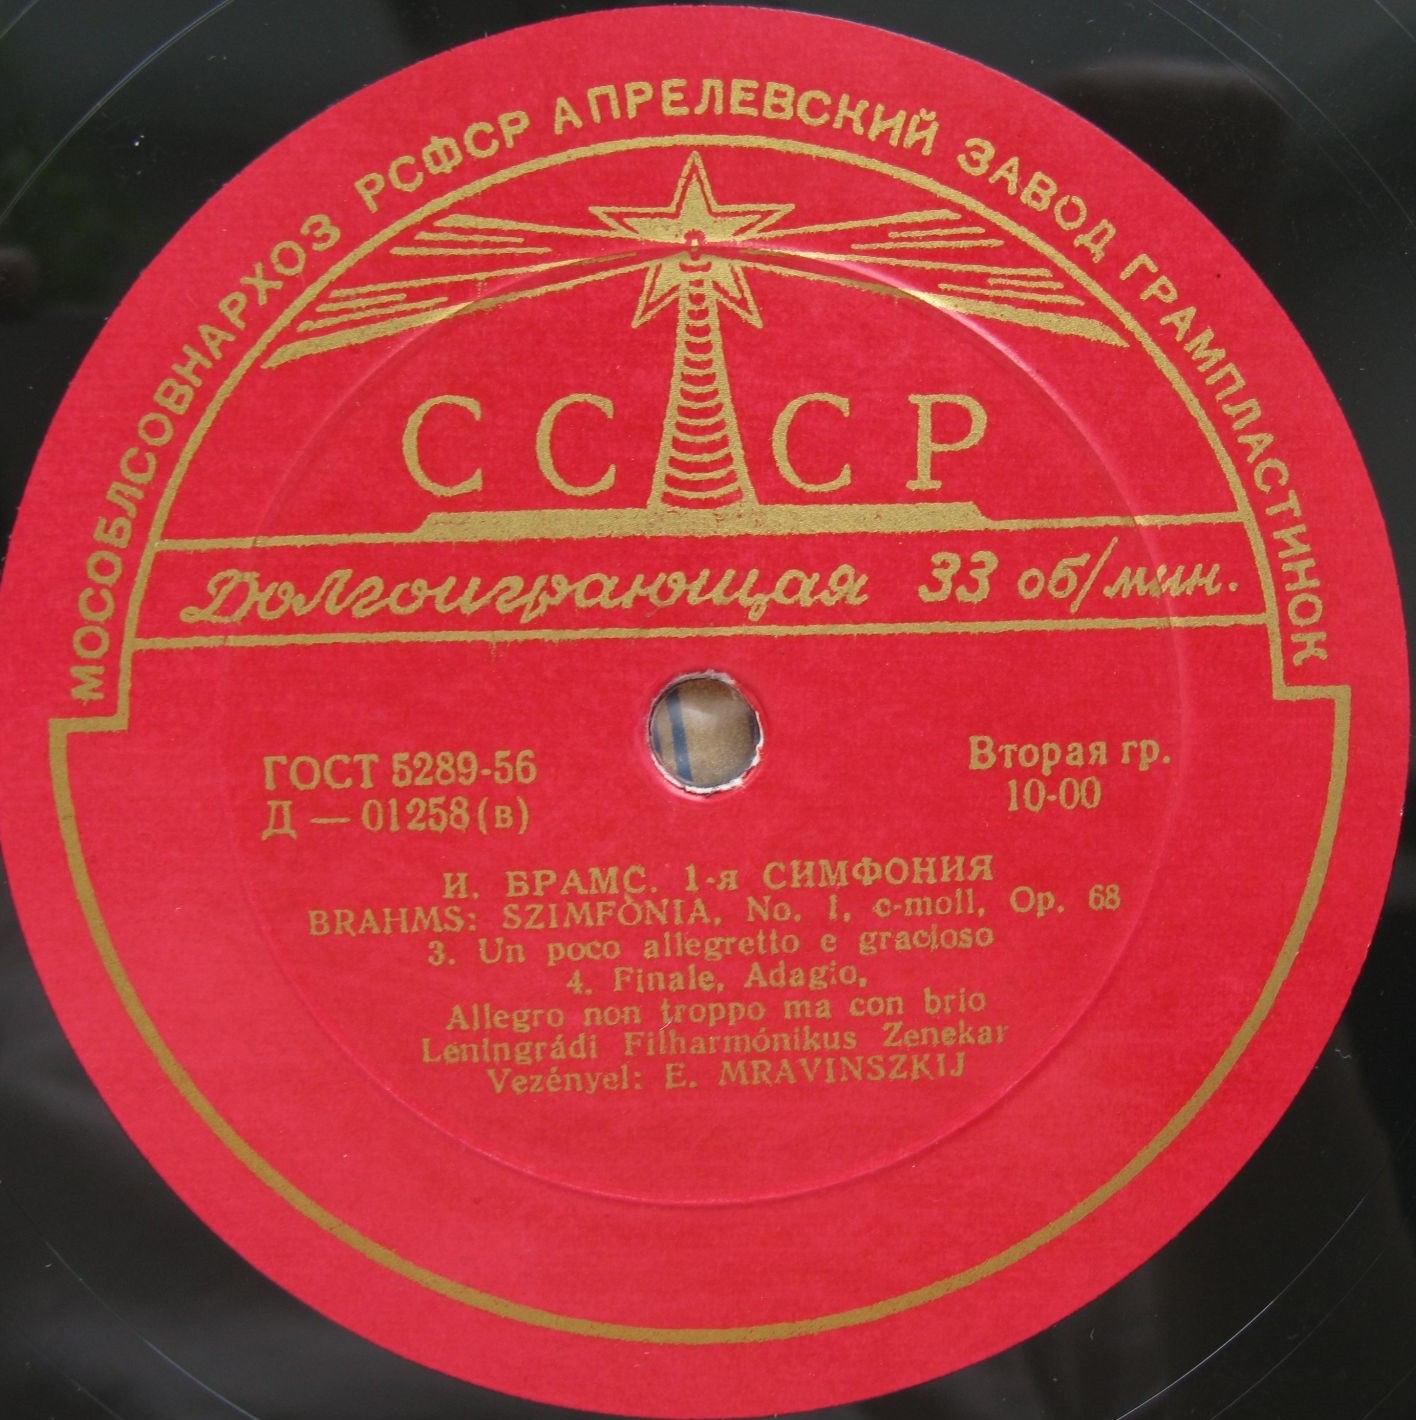 МОСОБЛСОВНАРХОЗ РСФСР АПРЕЛЕВСКИЙ ЗАВОД ГРАМПЛАСТИНОК
СССР
Долгоиграющая 33 об/мин.
ГОСТ 5289-56
Д — 01258 (в)
Вторая гр.
10-00
И. БРАМС. 1-я СИМФОНИЯ
BRAHMS: SZIMFÓNIA, No. 1, c-moll, Op. 68
3. Un poco allegretto e gracioso
4. Finale, Adagio,
Allegro non troppo ma con brio
Leningrádi Filharmónikus Zenekar
Vezényel: E. MRAVINSZKIJ